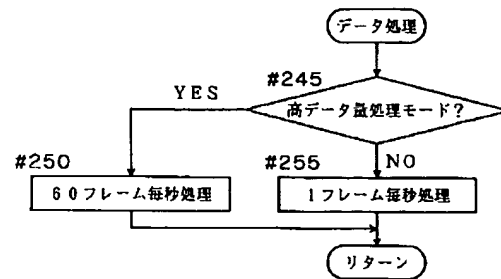 データ処理
#245
YES
高データ量処理モード?
#250
#255
NO
60フレーム毎秒処理
1フレーム毎秒処理
リターン